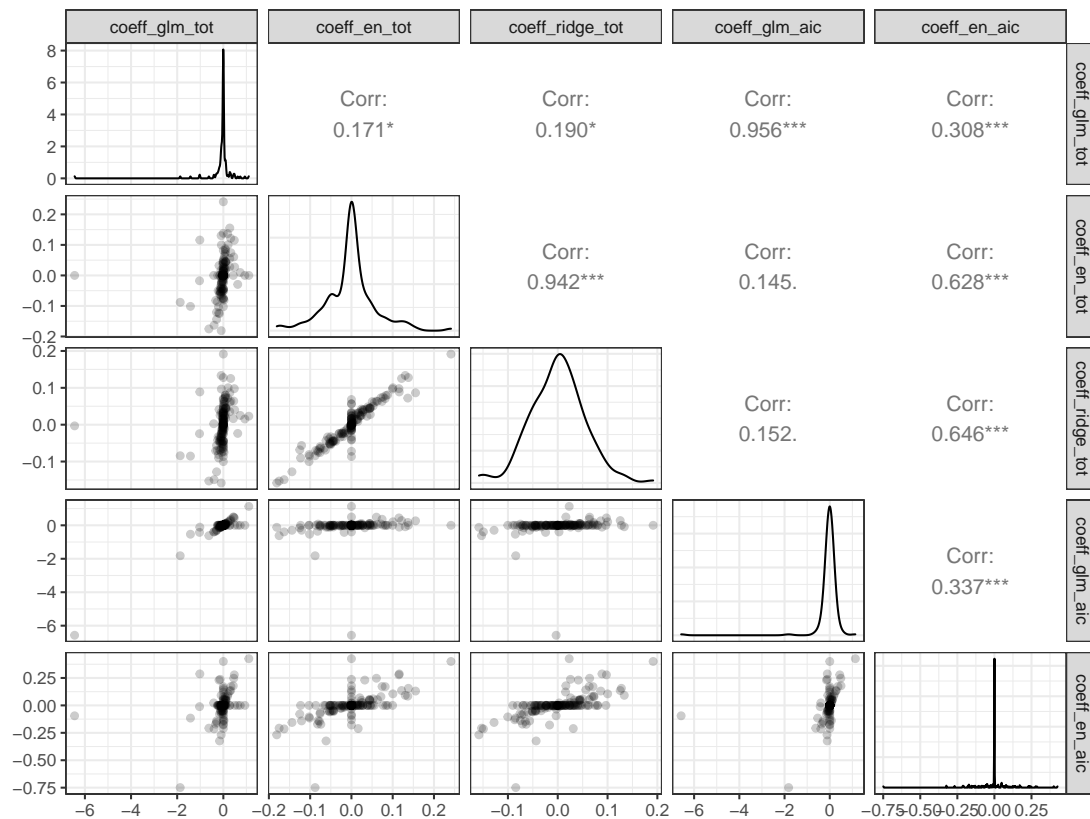 coeff_glm_tot coeff_en_tot coeff_ridge_tot coeff_glm_aic coeff_en_aic
8
6
4
2
0
Corr:
0.171*
Corr:
0.190*
Corr:
0.956***
Corr:
0.308***
coeff_glm_tot
0.2
0.1
0.0
−0.1
−0.2
Corr:
0.942***
Corr:
0.145.
Corr:
0.628***
coeff_en_tot
0.2
0.1
0.0
−0.1
Corr:
0.152.
Corr:
0.646***
coeff_ridge_tot
0
−2
−4
−6
Corr:
0.337***
coeff_glm_aic
0.25
0.00
−0.25
−0.50
−0.75
coeff_en_aic
−6 −4 −2 0
−0.2 −0.1 0.0 0.1 0.2
−0.1 0.0 0.1 0.2
−6 −4 −2 0
−0.75 −0.50 −0.25 0.00 0.25